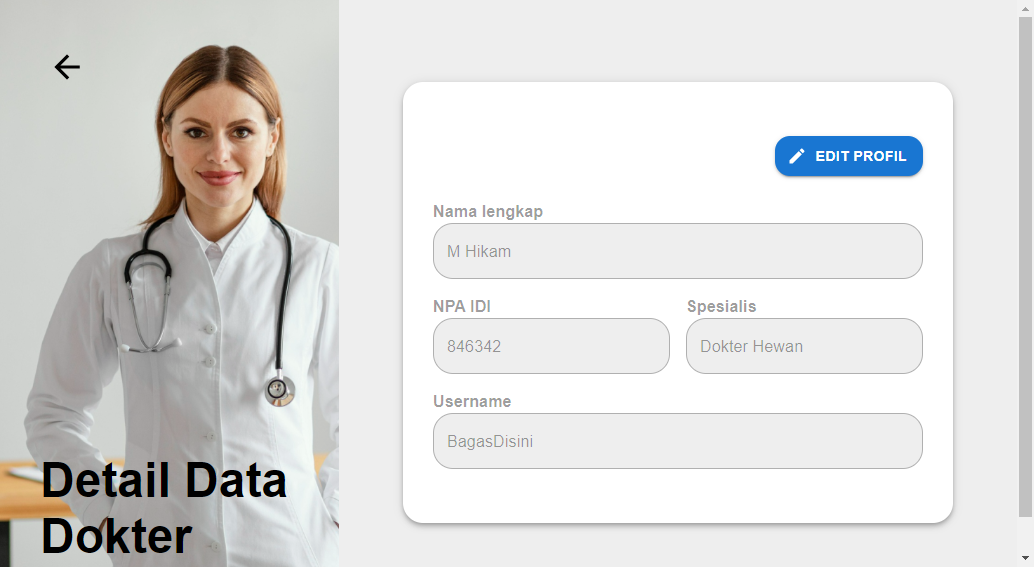 Detail Data
Dokter
EDIT PROFIL
Nama lengkap
M Hikam
NPA IDI
Spesialis
846342
Dokter Hewan
Username
BagasDisini